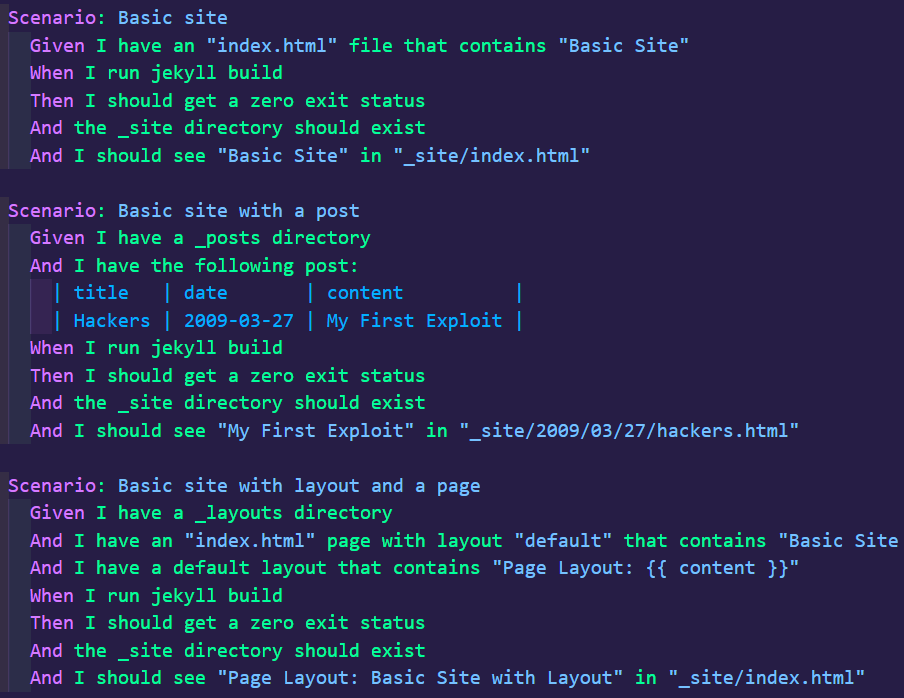 Scenario: Basic site
Given I have an "index.html" file that contains "Basic Site"
When I run jekyll build
Then I should get a zero exit status
And the _site directory should exist
And I should see "Basic Site" in "_site/index.html"
Scenario: Basic site with a post
Given I have a _posts directory
And I have the following post:
| title | date | content |
| Hackers | 2009-03-27 | My First Exploit |
When I run jekyll build
Then I should get a zero exit status
And the _site directory should exist
And I should see "My First Exploit" in "_site/2009/03/27/hackers.html"
Scenario: Basic site with layout and a page
Given I have a _layouts directory
And I have an "index.html" page with layout "default" that contains "Basic Site
And I have a default layout that contains "Page Layout: {{ content }}"
When I run jekyll build
Then I should get a zero exit status
And the _site directory should exist
And I should see "Page Layout: Basic Site with Layout" in "_site/index.html"